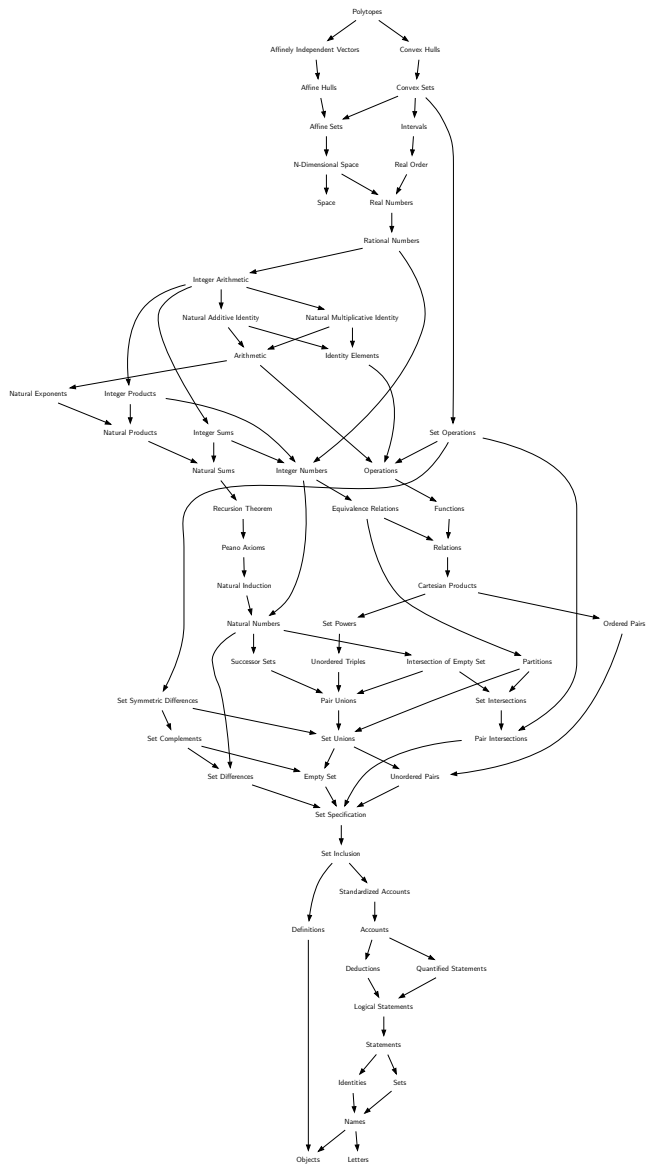 Polytopes
Affinely Independent Vectors
Convex Hulls
Affine Hulls
Convex Sets
Affine Sets
Intervals
N-Dimensional Space
Real Order
Space
Real Numbers
Rational Numbers
Integer Arithmetic
Natural Additive Identity
Natural Multiplicative Identity
Arithmetic
Identity Elements
Natural Exponents
Integer Products
Natural Products
Integer Sums
Set Operations
Natural Sums
Integer Numbers
Operations
Recursion Theorem
Equivalence Relations
Functions
Peano Axioms
Relations
Natural Induction
Cartesian Products
Natural Numbers
Set Powers
Ordered Pairs
Successor Sets
Unordered Triples
Intersection of Empty Set
Partitions
Set Symmetric Differences
Pair Unions
Set Intersections
Set Complements
Set Unions
Pair Intersections
Set Differences
Empty Set
Unordered Pairs
Set Specification
Set Inclusion
Standardized Accounts
Definitions
Accounts
Deductions
Quantified Statements
Logical Statements
Statements
Identities
Sets
Names
Objects
Letters